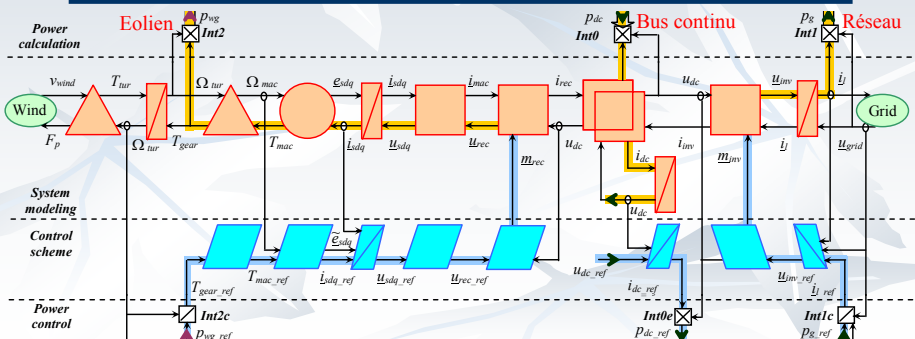 Eolien
p_wg
Int2
Bus continu
p_dc
Int0
p_g
Int1
Réseau
Power calculation
v_wind
T_tur
Ω_tur
Ω_mac
e_sdq
i_sdq
i_mac
i_rec
u_dc
u_inv
i_l
Wind
Grid
F_p
Ω_tur
T_gear
T_mac
i_sdq
u_sdq
u_rec
u_dc
i_dc
i_inv
m_inv
i_l
u_grid
m_rec
u_dc
System modeling
Control scheme
ẽ_sdq
T_gear_ref
T_mac_ref
i_sdq_ref
u_sdq_ref
u_rec_ref
u_dc_ref
i_dc_ref
u_inv_ref
i_l_ref
Power control
Int2c
p_wg_ref
Int0e
p_dc_ref
Int1c
p_g_ref